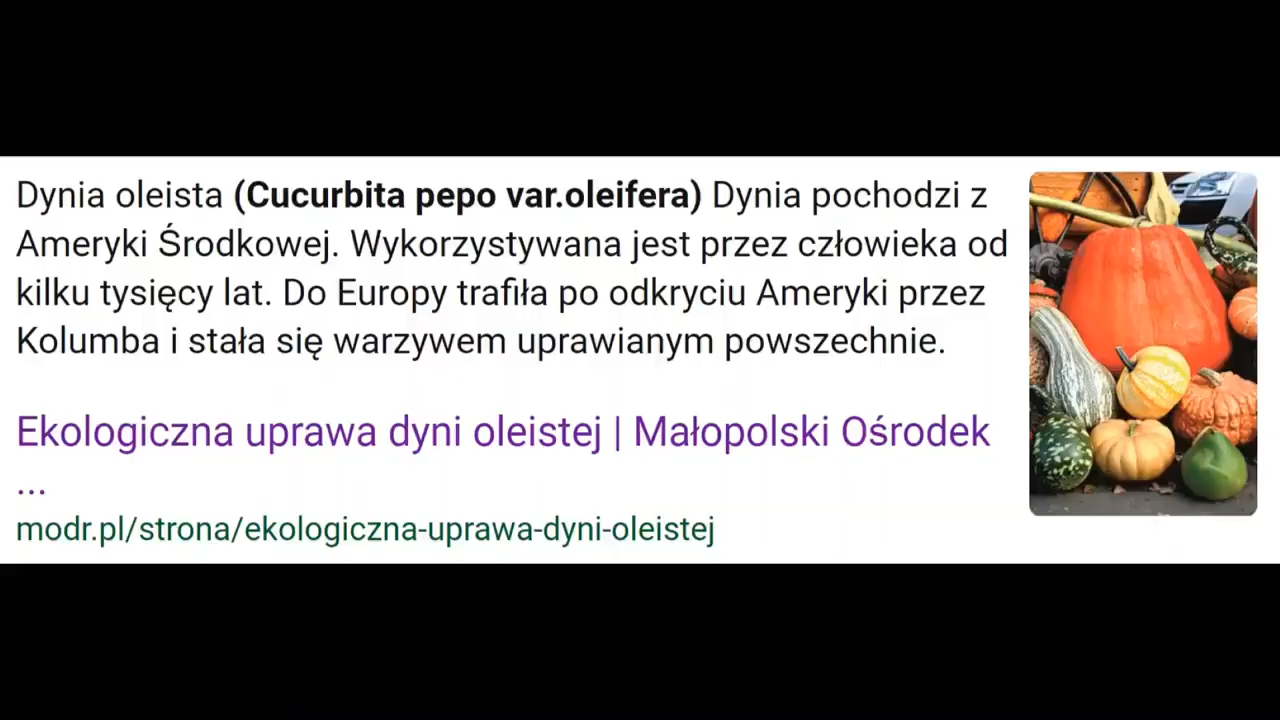 Dynia oleista (Cucurbita pepo var.oleifera) Dynia pochodzi z
Ameryki Środkowej. Wykorzystywana jest przez człowieka od
kilku tysięcy lat. Do Europy trafiła po odkryciu Ameryki przez
Kolumba i stała się warzywem uprawianym powszechnie.
Ekologiczna uprawa dyni oleistej | Małopolski Ośrodek
...
modr.pl/strona/ekologiczna-uprawa-dyni-oleistej